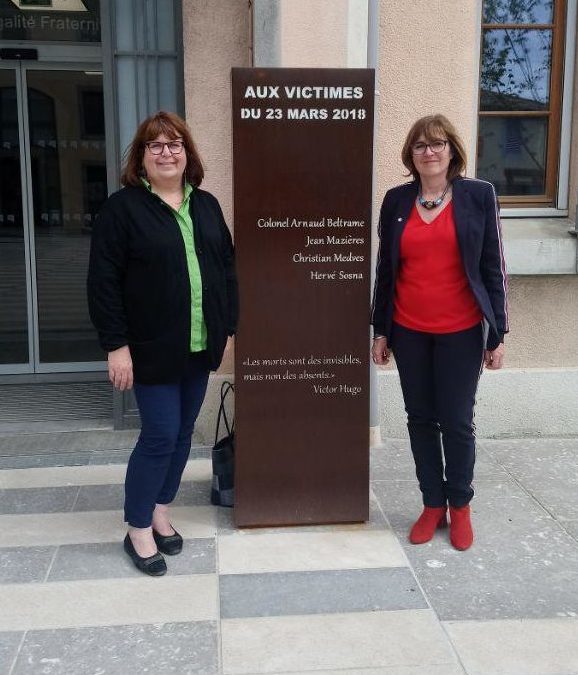 galité Fraterni
AUX VICTIMES
DU 23 MARS 2018
Colonel Arnaud Beltrame
Jean Mazières
Christian Medves
Hervé Sosna
«Les morts sont des invisibles,
mais non des absents.»
Victor Hugo